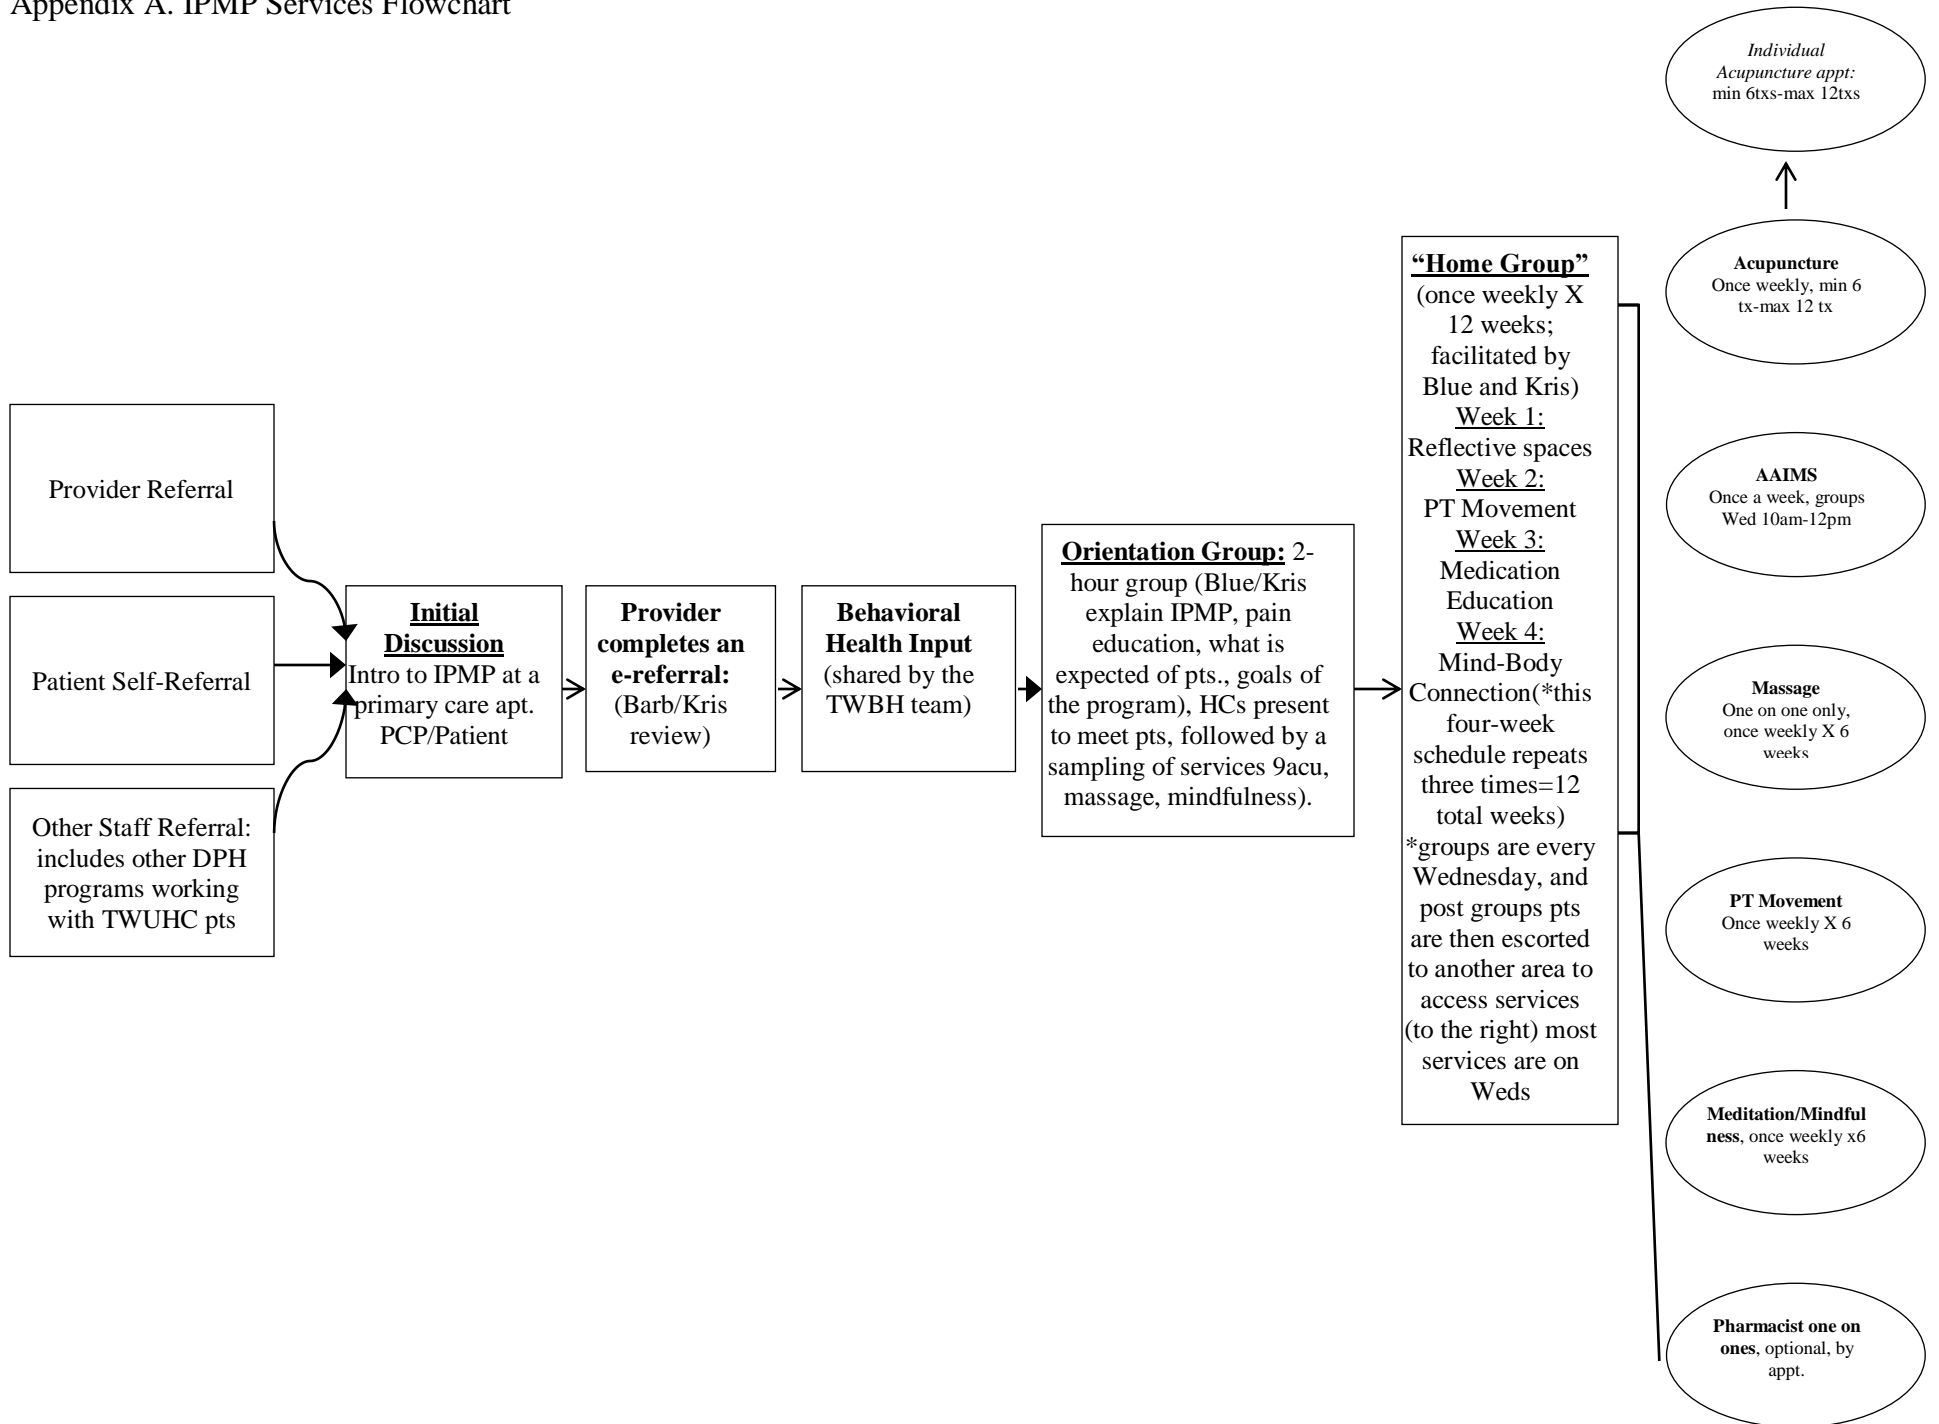 Appendix A. IPMP Services Flowchart
Provider Referral
Patient Self-Referral
Other Staff Referral:
includes other DPH
programs working
with TWUHC pts
Initial
Discussion
Intro to IPMP at a
primary care apt.
PCP/Patient
Provider
completes an
e-referral:
(Barb/Kris
review)
Behavioral
Health Input
(shared by the
TWBH team)
Orientation Group: 2-
hour group (Blue/Kris
explain IPMP, pain
education, what is
expected of pts., goals of
the program), HCs present
to meet pts, followed by a
sampling of services 9acu,
massage, mindfulness).
“Home Group”
(once weekly X
12 weeks;
facilitated by
Blue and Kris)
Week 1:
Reflective spaces
Week 2:
PT Movement
Week 3:
Medication
Education
Week 4:
Mind-Body
Connection(*this
four-week
schedule repeats
three times=12
total weeks)
*groups are every
Wednesday, and
post groups pts
are then escorted
to another area to
access services
(to the right) most
services are on
Weds
Individual
Acupuncture appt:
min 6txs-max 12txs
Acupuncture
Once weekly, min 6
tx-max 12 tx
AAIMS
Once a week, groups
Wed 10am-12pm
Massage
One on one only,
once weekly X 6
weeks
PT Movement
Once weekly X 6
weeks
Meditation/Mindful
ness, once weekly x6
weeks
Pharmacist one on
ones, optional, by
appt.